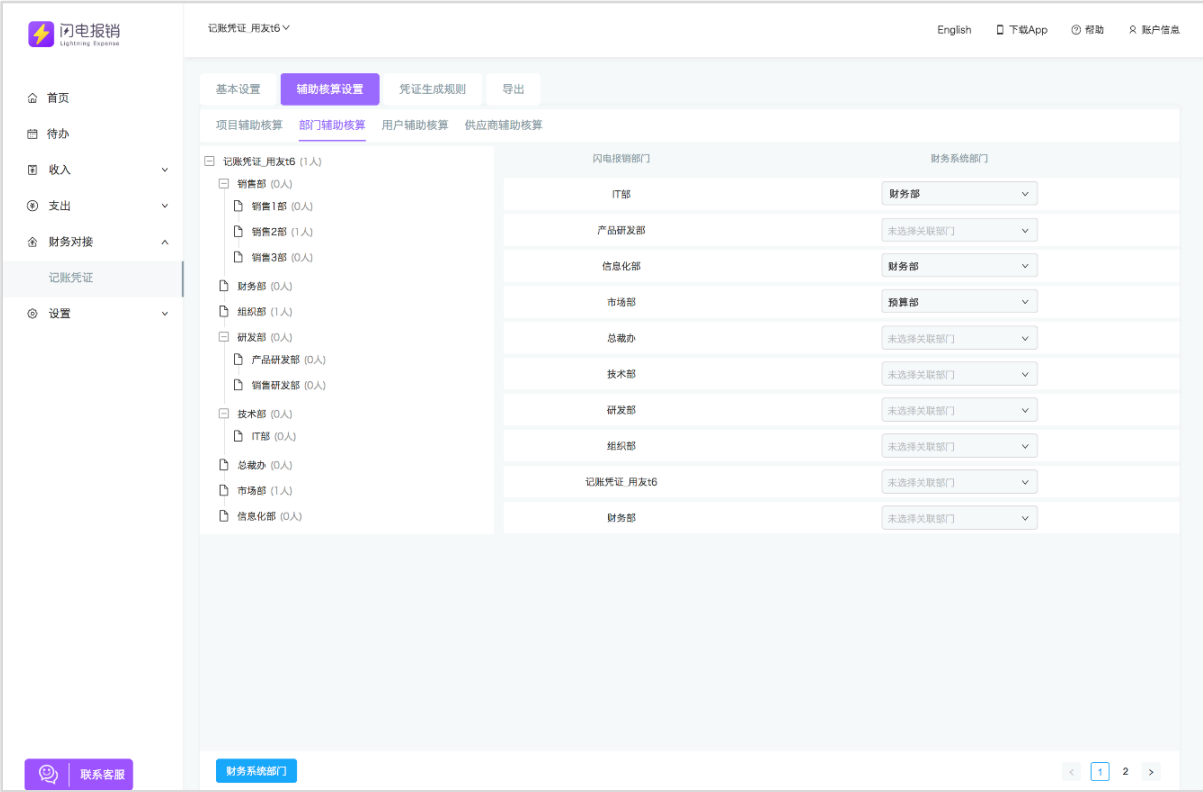 闪电报销
Lightning Expense
记账凭证_用友t6
English
下载App
帮助
账户信息
首页
待办
收入
支出
财务对接
记账凭证
设置
基本设置
辅助核算设置
凭证生成规则
导出
项目辅助核算
部门辅助核算
用户辅助核算
供应商辅助核算
记账凭证_用友t6 (1人)
销售部 (0人)
销售1部 (0人)
销售2部 (1人)
销售3部 (0人)
财务部 (0人)
组织部 (1人)
研发部 (0人)
产品研发部 (0人)
销售研发部 (0人)
技术部 (0人)
IT部 (0人)
总裁办 (0人)
市场部 (1人)
信息化部 (0人)
闪电报销部门 财务系统部门
IT部 财务部
产品研发部 未选择关联部门
信息化部 财务部
市场部 预算部
总裁办 未选择关联部门
技术部 未选择关联部门
研发部 未选择关联部门
组织部 未选择关联部门
记账凭证_用友t6 未选择关联部门
财务部 未选择关联部门
联系客服
财务系统部门
< 1 2 >